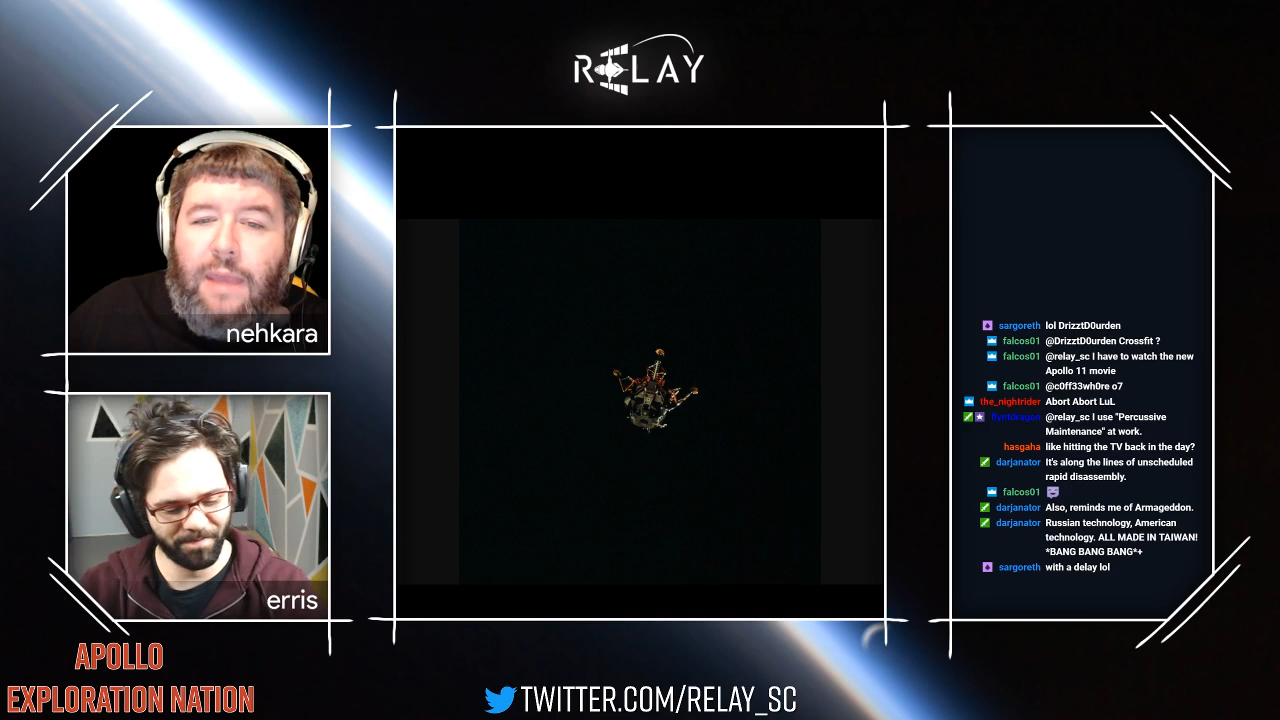 RELAY
nehkara
erris
sargoreth lol DrizztD0urden
falcos01 @DrizztD0urden Crossfit ?
falcos01 @relay_sc I have to watch the new
Apollo 11 movie
falcos01 @c0ff33wh0re o7
the_nightrider Abort Abort LuL
flyntdragon @relay_sc I use "Percussive
Maintenance" at work.
hasgaha like hitting the TV back in the day?
darjanator It's along the lines of unscheduled
rapid disassembly.
falcos01
darjanator Also, reminds me of Armageddon.
darjanator Russian technology, American
technology. ALL MADE IN TAIWAN!
*BANG BANG BANG*+
sargoreth with a delay lol
APOLLO
EXPLORATION NATION
TWITTER.COM/RELAY_SC